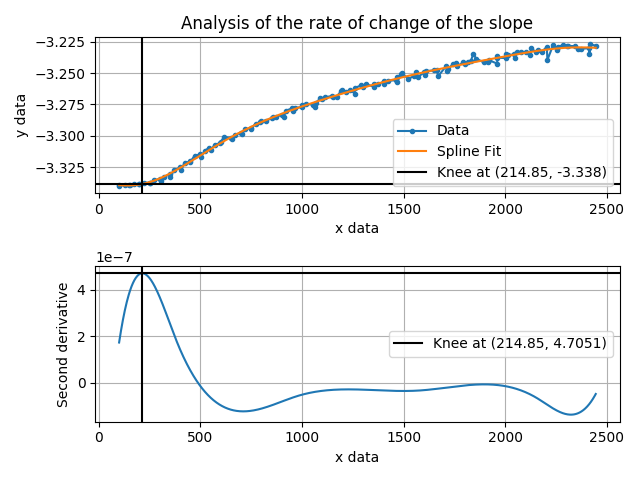 Analysis of the rate of change of the slope
−3.225
−3.250
−3.275
−3.300
−3.325
y data
Data
Spline Fit
Knee at (214.85, -3.338)
0 500 1000 1500 2000 2500
x data
1e−7
4
2
0
Second derivative
Knee at (214.85, 4.7051)
0 500 1000 1500 2000 2500
x data